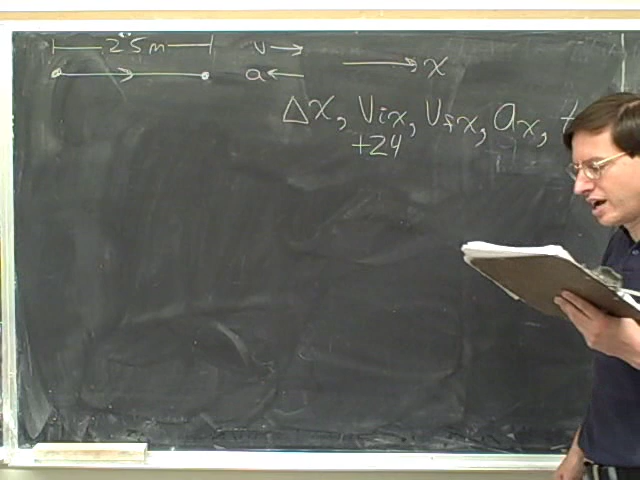 25m
v → → x
a ←
Δx, Vix, Vfx, ax, t
+24